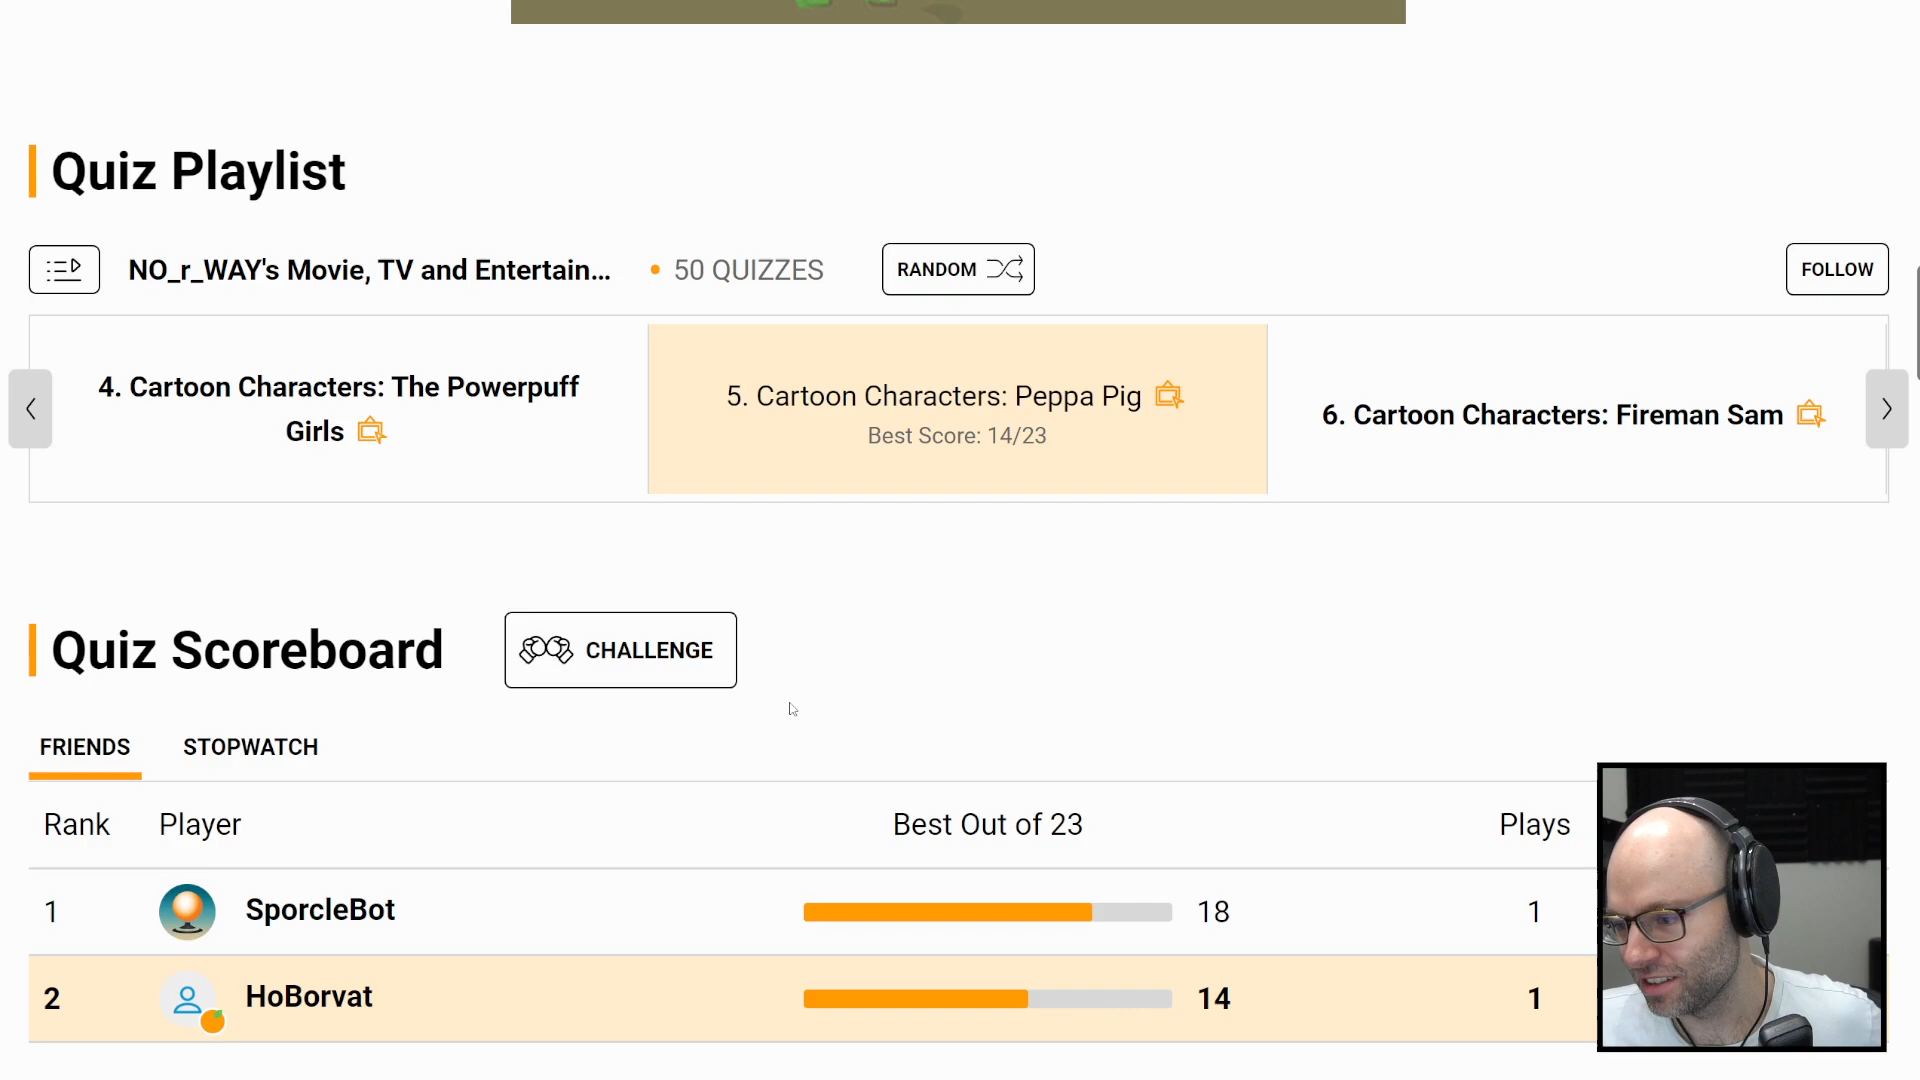 Quiz Playlist
NO_r_WAY's Movie, TV and Entertain...
50 QUIZZES
RANDOM
FOLLOW
4. Cartoon Characters: The Powerpuff
Girls
5. Cartoon Characters: Peppa Pig
Best Score: 14/23
6. Cartoon Characters: Fireman Sam
Quiz Scoreboard
CHALLENGE
FRIENDS
STOPWATCH
Rank Player Best Out of 23 Plays
1 SporcleBot 18 1
2 HoBorvat 14 1